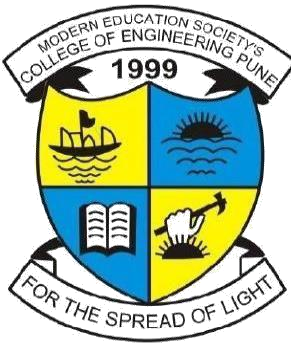 MODERN EDUCATION SOCIETY'S
COLLEGE OF ENGINEERING PUNE
1999
FOR THE SPREAD OF LIGHT